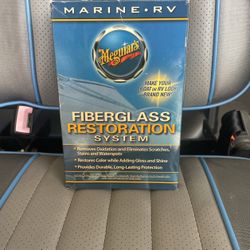 MARINE • RV
Meguiar's
MAKE YOUR
BOAT or RV LOOK
BRAND NEW!
FIBERGLASS
RESTORATION
SYSTEM
• Removes Oxidation and Eliminates Scratches,
Stains and Waterspots
• Restores Color while Adding Gloss and Shine
• Provides Durable, Long-Lasting Protection